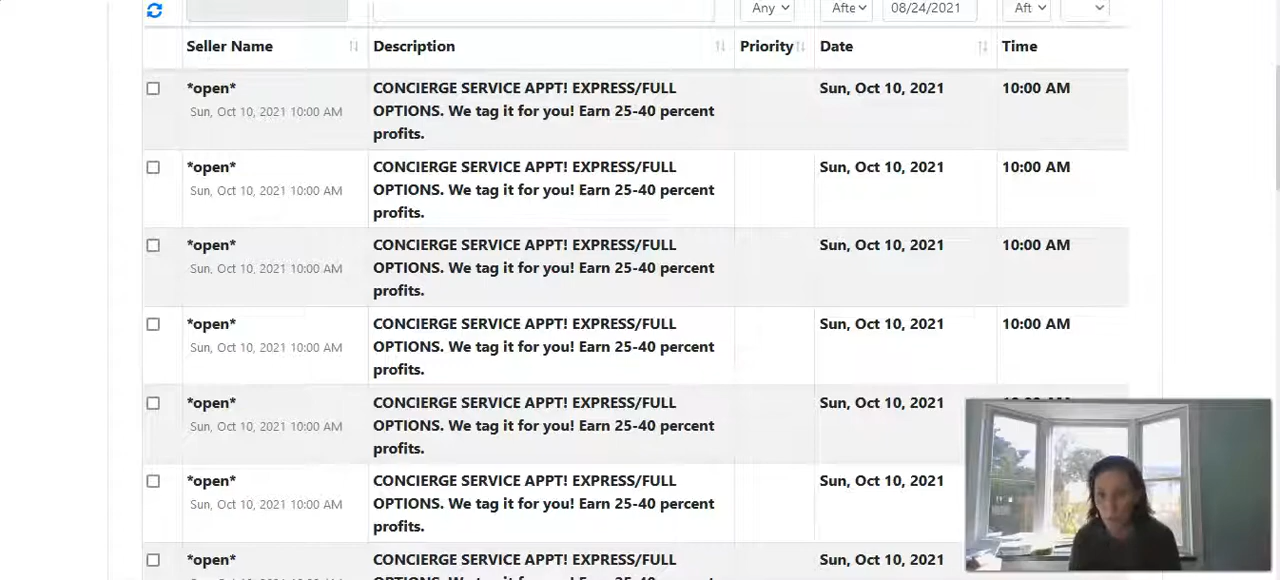 Any Afte 08/24/2021 Aft
Seller Name Description Priority Date Time
*open* CONCIERGE SERVICE APPT! EXPRESS/FULL Sun, Oct 10, 2021 10:00 AM
Sun, Oct 10, 2021 10:00 AM OPTIONS. We tag it for you! Earn 25-40 percent
profits.
*open* CONCIERGE SERVICE APPT! EXPRESS/FULL Sun, Oct 10, 2021 10:00 AM
Sun, Oct 10, 2021 10:00 AM OPTIONS. We tag it for you! Earn 25-40 percent
profits.
*open* CONCIERGE SERVICE APPT! EXPRESS/FULL Sun, Oct 10, 2021 10:00 AM
Sun, Oct 10, 2021 10:00 AM OPTIONS. We tag it for you! Earn 25-40 percent
profits.
*open* CONCIERGE SERVICE APPT! EXPRESS/FULL Sun, Oct 10, 2021 10:00 AM
Sun, Oct 10, 2021 10:00 AM OPTIONS. We tag it for you! Earn 25-40 percent
profits.
*open* CONCIERGE SERVICE APPT! EXPRESS/FULL Sun, Oct 10, 2021
Sun, Oct 10, 2021 10:00 AM OPTIONS. We tag it for you! Earn 25-40 percent
profits.
*open* CONCIERGE SERVICE APPT! EXPRESS/FULL Sun, Oct 10, 2021
Sun, Oct 10, 2021 10:00 AM OPTIONS. We tag it for you! Earn 25-40 percent
profits.
*open* CONCIERGE SERVICE APPT! EXPRESS/FULL Sun, Oct 10, 2021